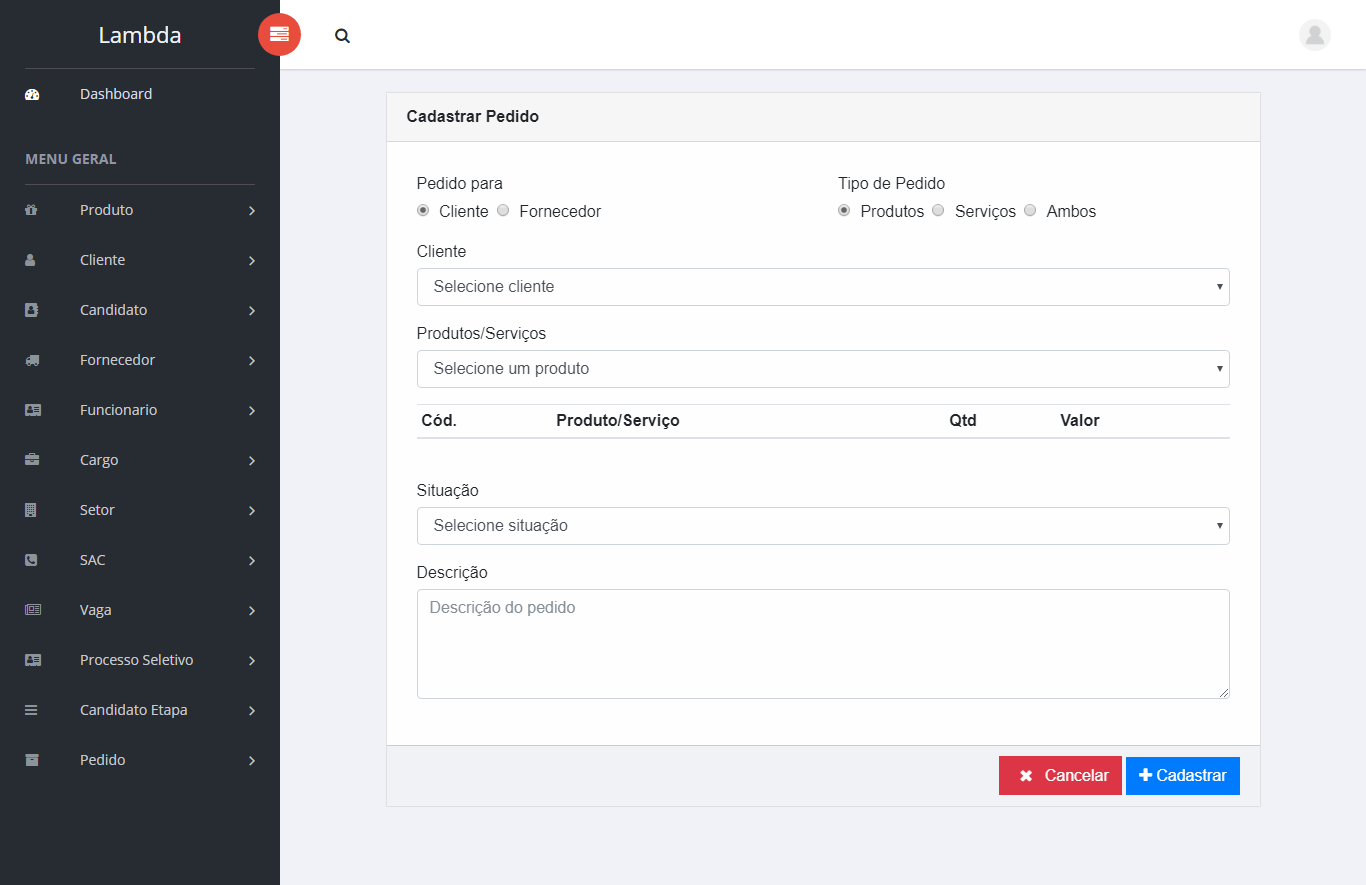 Lambda
Dashboard
MENU GERAL
Produto
Cliente
Candidato
Fornecedor
Funcionario
Cargo
Setor
SAC
Vaga
Processo Seletivo
Candidato Etapa
Pedido
Cadastrar Pedido
Pedido para
Cliente Fornecedor
Tipo de Pedido
Produtos Serviços Ambos
Cliente
Selecione cliente
Produtos/Serviços
Selecione um produto
Cód. Produto/Serviço Qtd Valor
Situação
Selecione situação
Descrição
Descrição do pedido
Cancelar Cadastrar